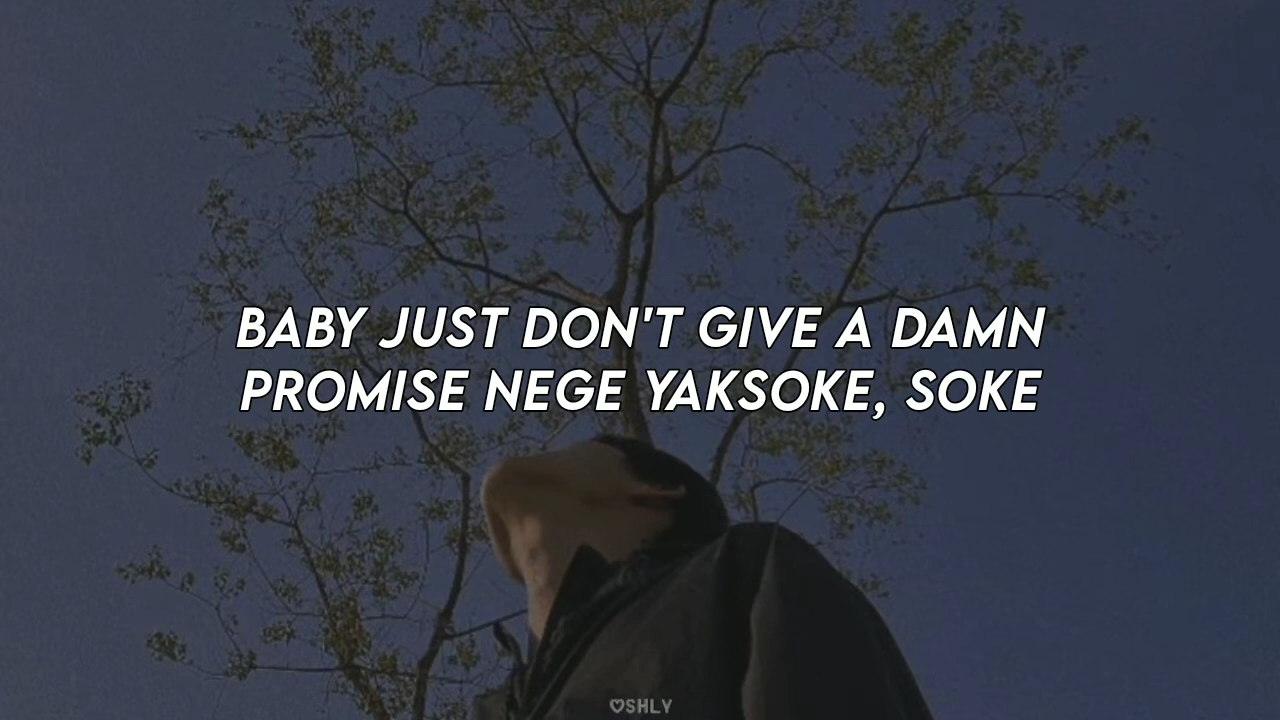 BABY JUST DON'T GIVE A DAMN
PROMISE NEGE YAKSOKE, SOKE
♡SHLY